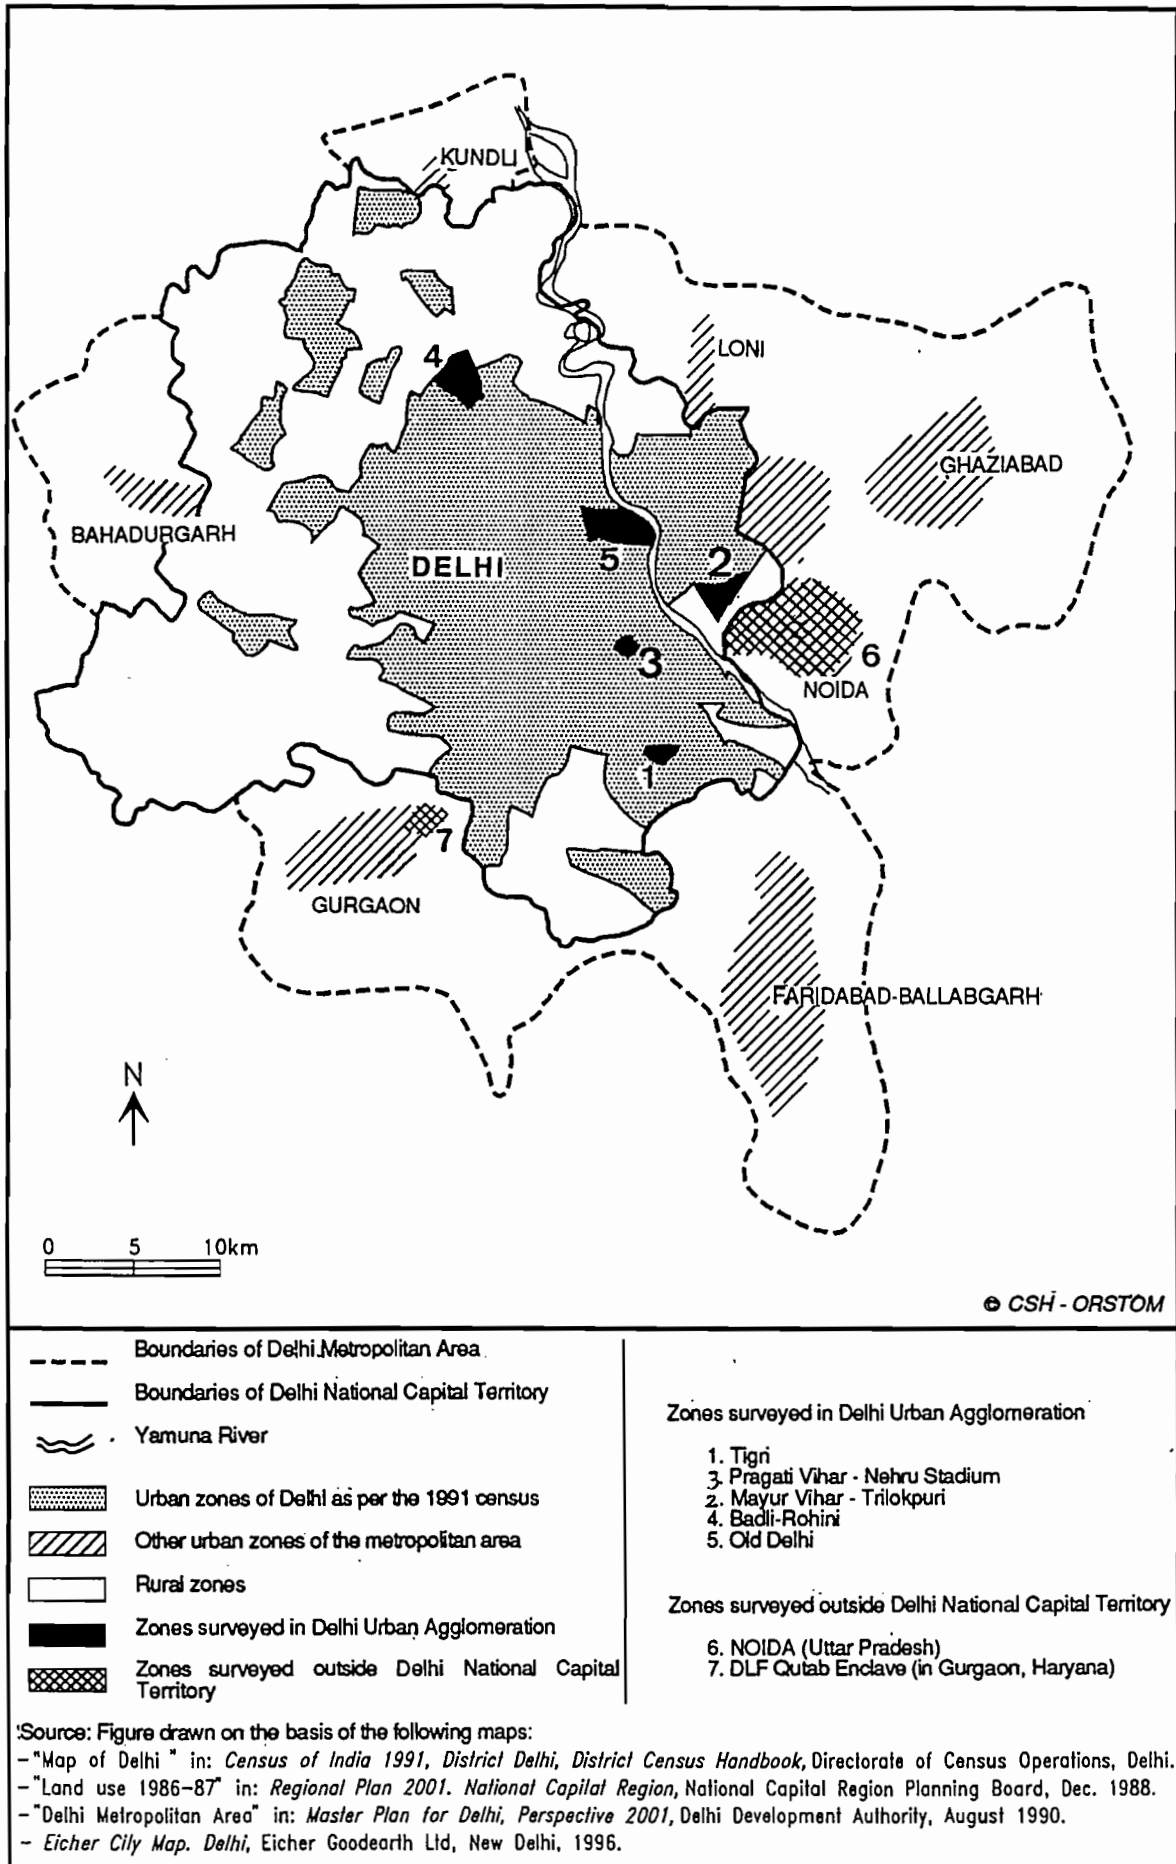 KUNDLI
LONI
4
GHAZIABAD
BAHADURGARH
DELHI
5
2
3
6
NOIDA
1
7
GURGAON
FARIDABAD-BALLABGARH
N
0 5 10km
© CSH - ORSTOM
Boundaries of Delhi Metropolitan Area
Boundaries of Delhi National Capital Territory
Yamuna River
Urban zones of Delhi as per the 1991 census
Other urban zones of the metropolitan area
Rural zones
Zones surveyed in Delhi Urban Agglomeration
Zones surveyed outside Delhi National Capital
Territory
Zones surveyed in Delhi Urban Agglomeration
1. Tigri
3. Pragati Vihar - Nehru Stadium
2. Mayur Vihar - Trilokpuri
4. Badli-Rohini
5. Old Delhi
Zones surveyed outside Delhi National Capital Territory
6. NOIDA (Uttar Pradesh)
7. DLF Qutab Enclave (in Gurgaon, Haryana)
Source: Figure drawn on the basis of the following maps:
- "Map of Delhi " in: Census of India 1991, District Delhi, District Census Handbook, Directorate of Census Operations, Delhi.
- "Land use 1986-87" in: Regional Plan 2001. National Capilat Region, National Capital Region Planning Board, Dec. 1988.
- "Delhi Metropolitan Area" in: Master Plan for Delhi, Perspective 2001, Delhi Development Authority, August 1990.
- Eicher City Map. Delhi, Eicher Goodearth Ltd, New Delhi, 1996.